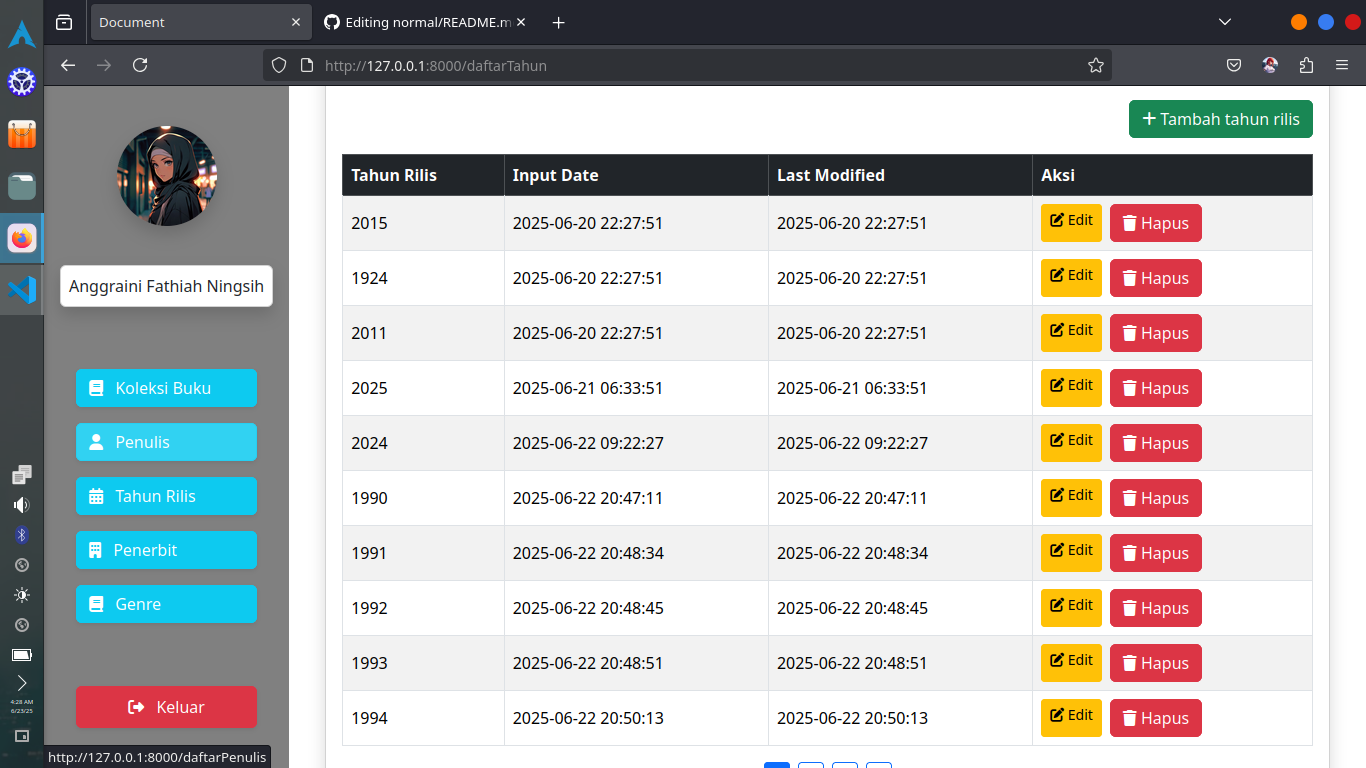 Document
Editing normal/README.m
http://127.0.0.1:8000/daftarTahun
Anggraini Fathiah Ningsih
Koleksi Buku
Penulis
Tahun Rilis
Penerbit
Genre
Keluar
4:28 AM
6/23/25
http://127.0.0.1:8000/daftarPenulis
Tambah tahun rilis
Tahun Rilis Input Date Last Modified Aksi
2015 2025-06-20 22:27:51 2025-06-20 22:27:51 Edit Hapus
1924 2025-06-20 22:27:51 2025-06-20 22:27:51 Edit Hapus
2011 2025-06-20 22:27:51 2025-06-20 22:27:51 Edit Hapus
2025 2025-06-21 06:33:51 2025-06-21 06:33:51 Edit Hapus
2024 2025-06-22 09:22:27 2025-06-22 09:22:27 Edit Hapus
1990 2025-06-22 20:47:11 2025-06-22 20:47:11 Edit Hapus
1991 2025-06-22 20:48:34 2025-06-22 20:48:34 Edit Hapus
1992 2025-06-22 20:48:45 2025-06-22 20:48:45 Edit Hapus
1993 2025-06-22 20:48:51 2025-06-22 20:48:51 Edit Hapus
1994 2025-06-22 20:50:13 2025-06-22 20:50:13 Edit Hapus